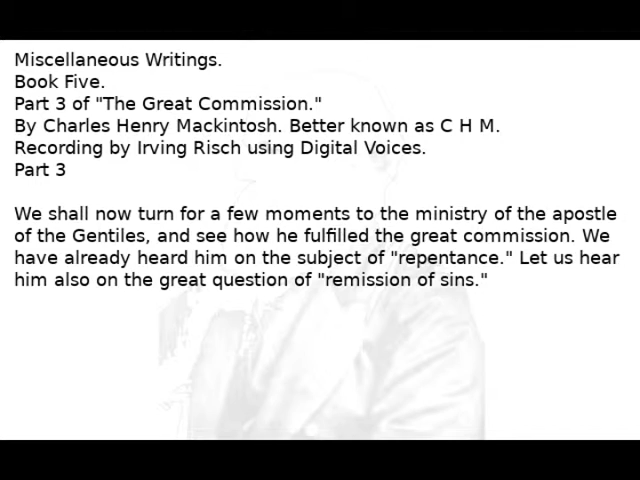 Miscellaneous Writings.
Book Five.
Part 3 of "The Great Commission."
By Charles Henry Mackintosh. Better known as C H M.
Recording by Irving Risch using Digital Voices.
Part 3
We shall now turn for a few moments to the ministry of the apostle
of the Gentiles, and see how he fulfilled the great commission. We
have already heard him on the subject of "repentance." Let us hear
him also on the great question of "remission of sins."